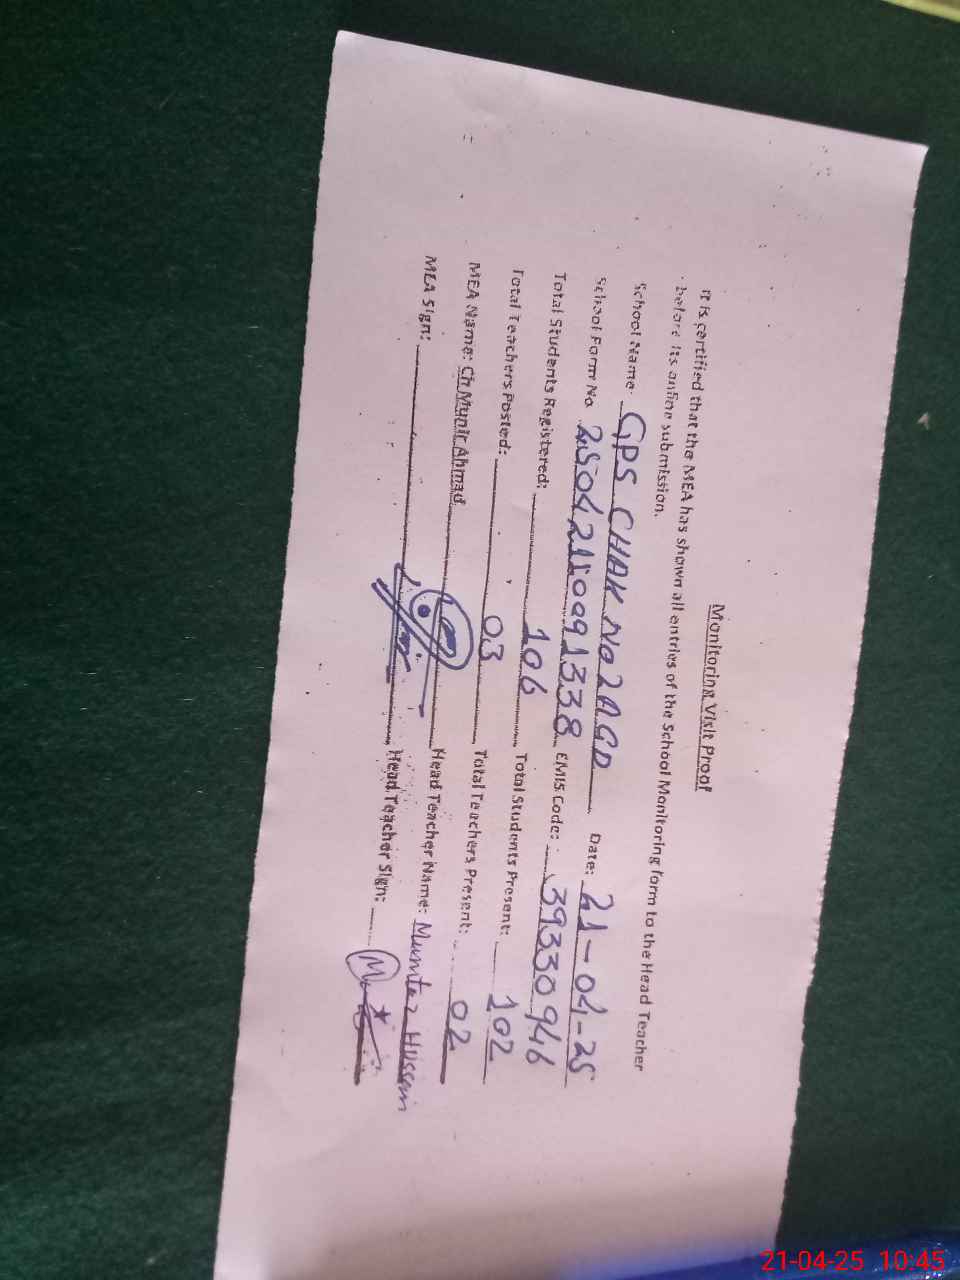 Monitoring Visit Proof
It is certified that the MEA has shown all entries of the School Monitoring form to the Head Teacher
before its online submission.
School Name: GPS CHAK No 2 AGD Date: 21-04-25
School Form No 25042110091338 EMIS Code: 39330946
Total Students Registered: 106 Total Students Present: 102
Total Teachers Posted: 03 Total Teachers Present: 02
MEA Name: Ch Munir Ahmad Head Teacher Name: Mumtaz Hussain
MEA Sign: Head Teacher Sign:
21-04-25 10:45